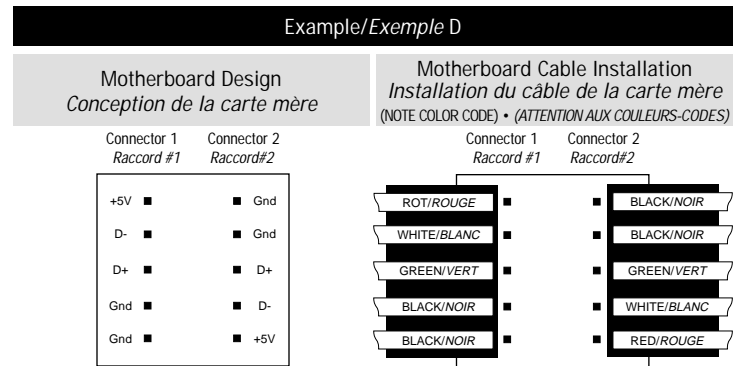 Example/Exemple D
Motherboard Design
Conception de la carte mère
Connector 1 Connector 2
Raccord #1 Raccord#2
+5V Gnd
D- Gnd
D+ D+
Gnd D-
Gnd +5V
Motherboard Cable Installation
Installation du câble de la carte mère
(NOTE COLOR CODE) • (ATTENTION AUX COULEURS-CODES)
Connector 1 Connector 2
Raccord #1 Raccord#2
ROT/ROUGE BLACK/NOIR
WHITE/BLANC BLACK/NOIR
GREEN/VERT GREEN/VERT
BLACK/NOIR WHITE/BLANC
BLACK/NOIR RED/ROUGE